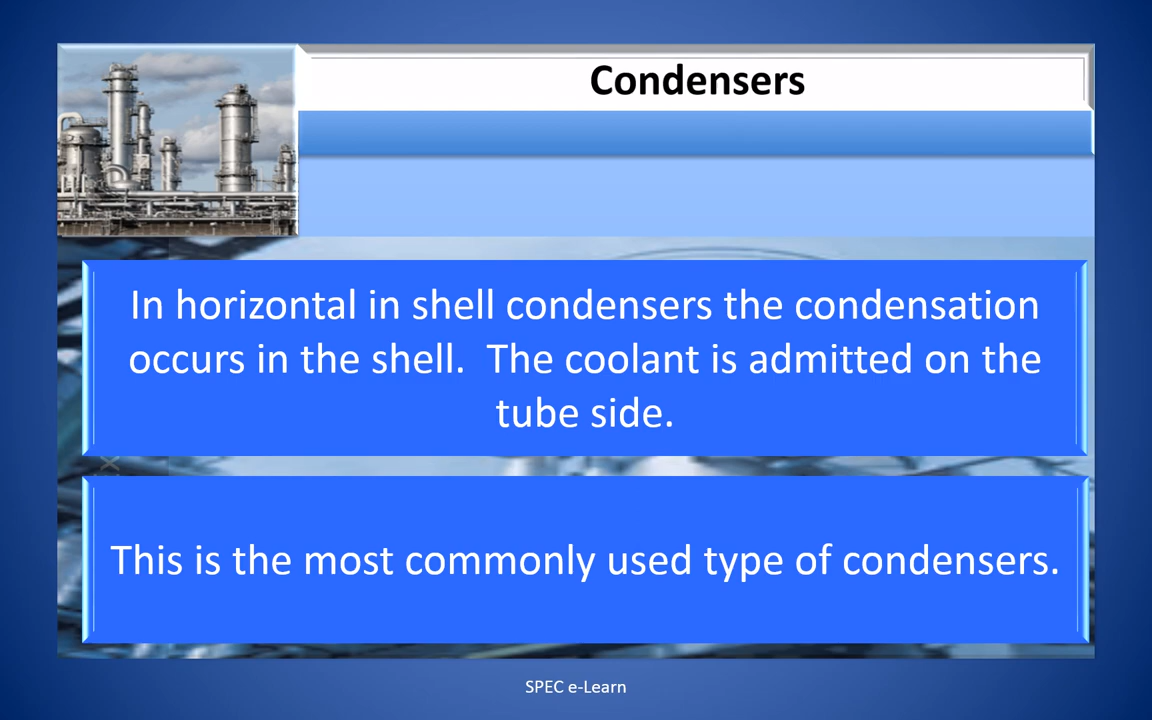 Condensers
In horizontal in shell condensers the condensation
occurs in the shell.  The coolant is admitted on the
tube side.
This is the most commonly used type of condensers.
SPEC e-Learn